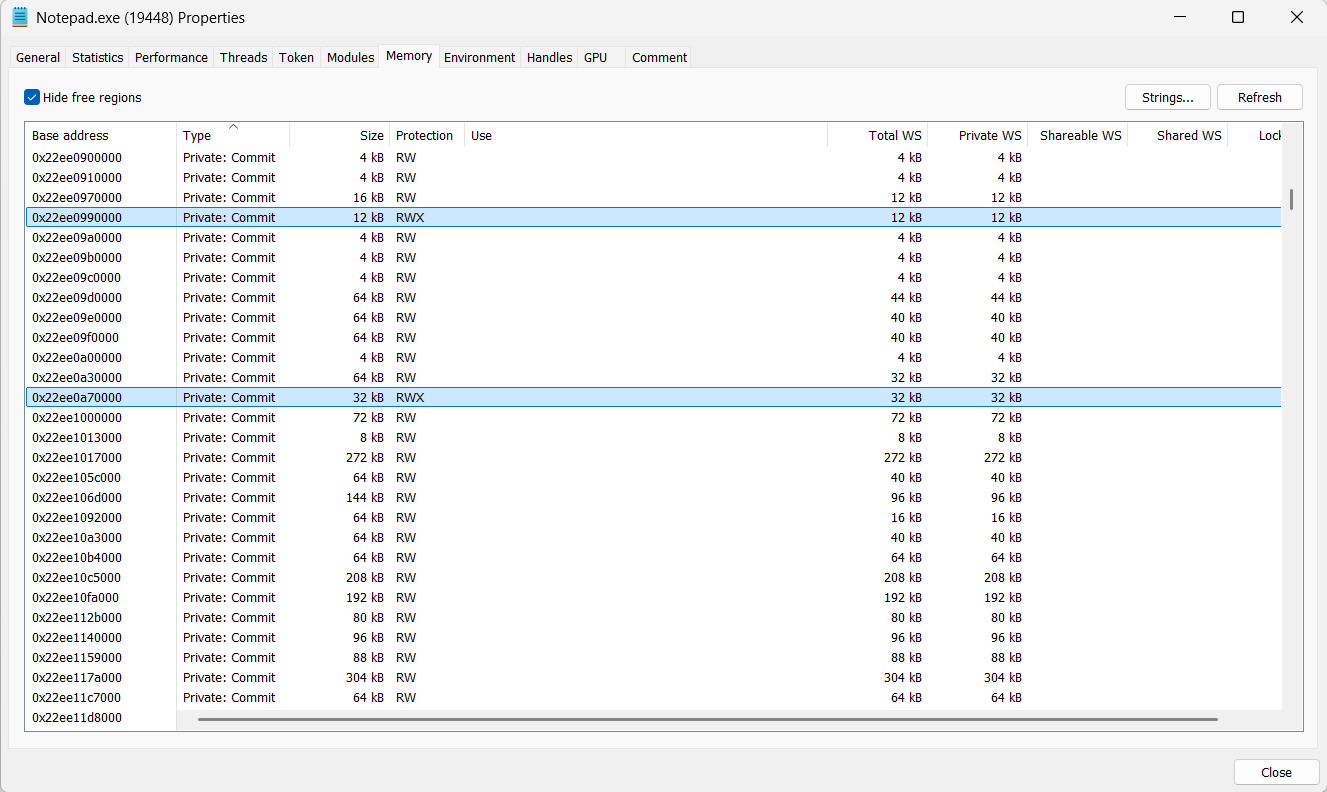 Notepad.exe (19448) Properties
General Statistics Performance Threads Token Modules Memory Environment Handles GPU Comment
Hide free regions Strings... Refresh
Base address Type Size Protection Use Total WS Private WS Shareable WS Shared WS Lock
0x22ee0900000 Private: Commit 4 kB RW 4 kB 4 kB
0x22ee0910000 Private: Commit 4 kB RW 4 kB 4 kB
0x22ee0970000 Private: Commit 16 kB RW 12 kB 12 kB
0x22ee0990000 Private: Commit 12 kB RWX 12 kB 12 kB
0x22ee09a0000 Private: Commit 4 kB RW 4 kB 4 kB
0x22ee09b0000 Private: Commit 4 kB RW 4 kB 4 kB
0x22ee09c0000 Private: Commit 4 kB RW 4 kB 4 kB
0x22ee09d0000 Private: Commit 64 kB RW 44 kB 44 kB
0x22ee09e0000 Private: Commit 64 kB RW 40 kB 40 kB
0x22ee09f0000 Private: Commit 64 kB RW 40 kB 40 kB
0x22ee0a00000 Private: Commit 4 kB RW 4 kB 4 kB
0x22ee0a30000 Private: Commit 64 kB RW 32 kB 32 kB
0x22ee0a70000 Private: Commit 32 kB RWX 32 kB 32 kB
0x22ee1000000 Private: Commit 72 kB RW 72 kB 72 kB
0x22ee1013000 Private: Commit 8 kB RW 8 kB 8 kB
0x22ee1017000 Private: Commit 272 kB RW 272 kB 272 kB
0x22ee105c000 Private: Commit 64 kB RW 40 kB 40 kB
0x22ee106d000 Private: Commit 144 kB RW 96 kB 96 kB
0x22ee1092000 Private: Commit 64 kB RW 16 kB 16 kB
0x22ee10a3000 Private: Commit 64 kB RW 40 kB 40 kB
0x22ee10b4000 Private: Commit 64 kB RW 64 kB 64 kB
0x22ee10c5000 Private: Commit 208 kB RW 208 kB 208 kB
0x22ee10fa000 Private: Commit 192 kB RW 192 kB 192 kB
0x22ee112b000 Private: Commit 80 kB RW 80 kB 80 kB
0x22ee1140000 Private: Commit 96 kB RW 96 kB 96 kB
0x22ee1159000 Private: Commit 88 kB RW 88 kB 88 kB
0x22ee117a000 Private: Commit 304 kB RW 304 kB 304 kB
0x22ee11c7000 Private: Commit 64 kB RW 64 kB 64 kB
0x22ee11d8000
Close